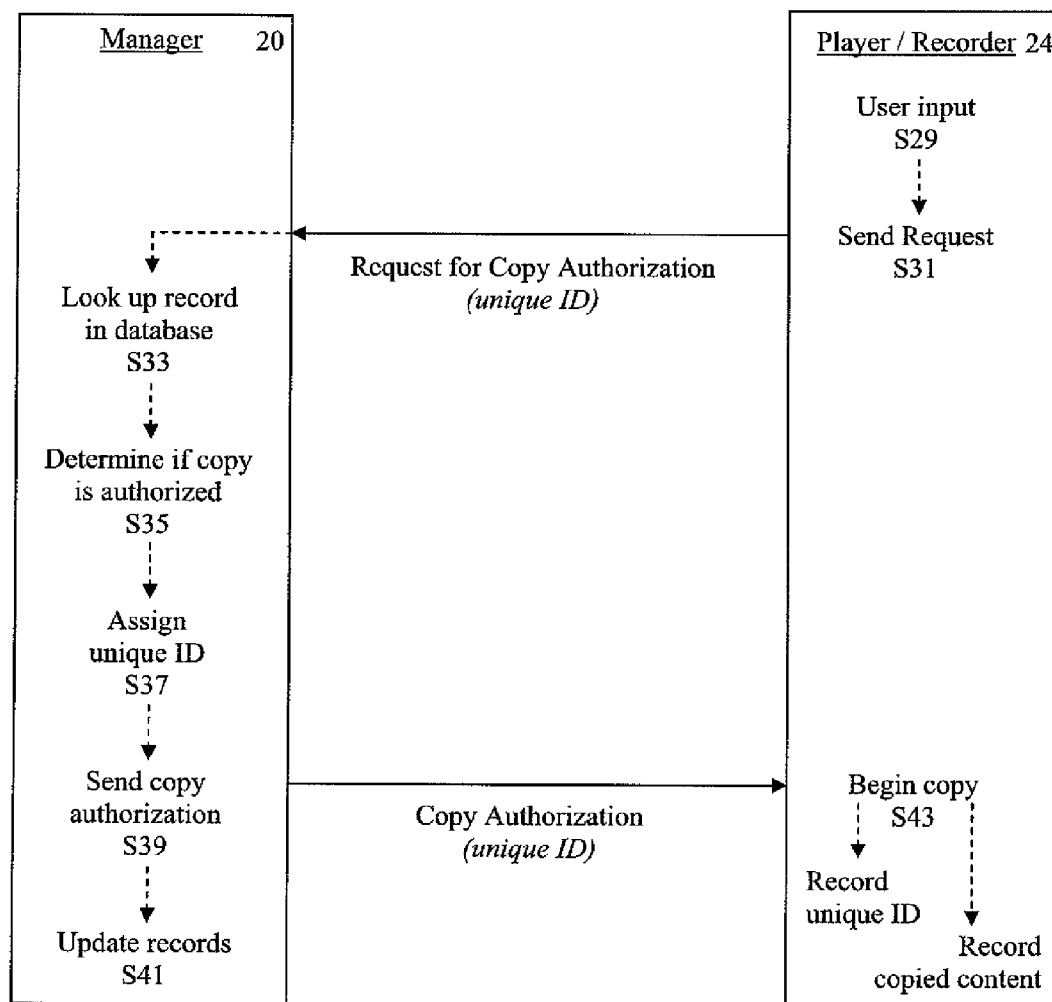 Manager 20
Player / Recorder 24
User input
S29
Send Request
S31
Request for Copy Authorization
(unique ID)
Look up record
in database
S33
Determine if copy
is authorized
S35
Assign
unique ID
S37
Send copy
authorization
S39
Copy Authorization
(unique ID)
Update records
S41
Begin copy
S43
Record
unique ID
Record
copied content